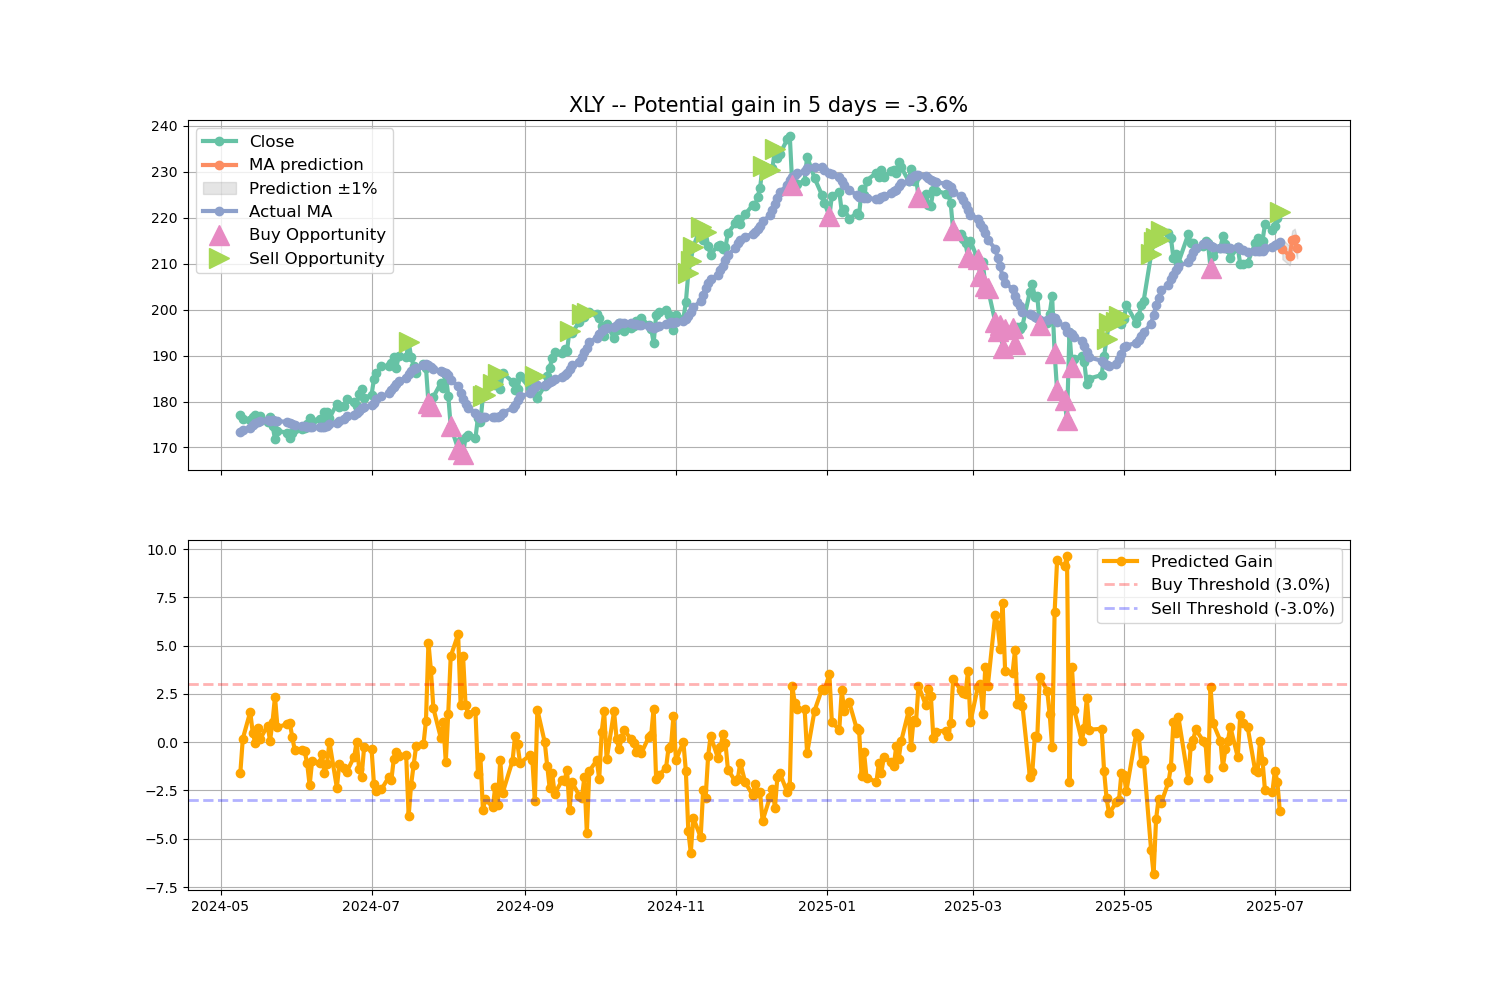 XLY -- Potential gain in 5 days = -3.6%
240
230
220
210
200
190
180
170
Close
MA prediction
Prediction ±1%
Actual MA
Buy Opportunity
Sell Opportunity
10.0
7.5
5.0
2.5
0.0
−2.5
−5.0
−7.5
Predicted Gain
Buy Threshold (3.0%)
Sell Threshold (-3.0%)
2024-05
2024-07
2024-09
2024-11
2025-01
2025-03
2025-05
2025-07